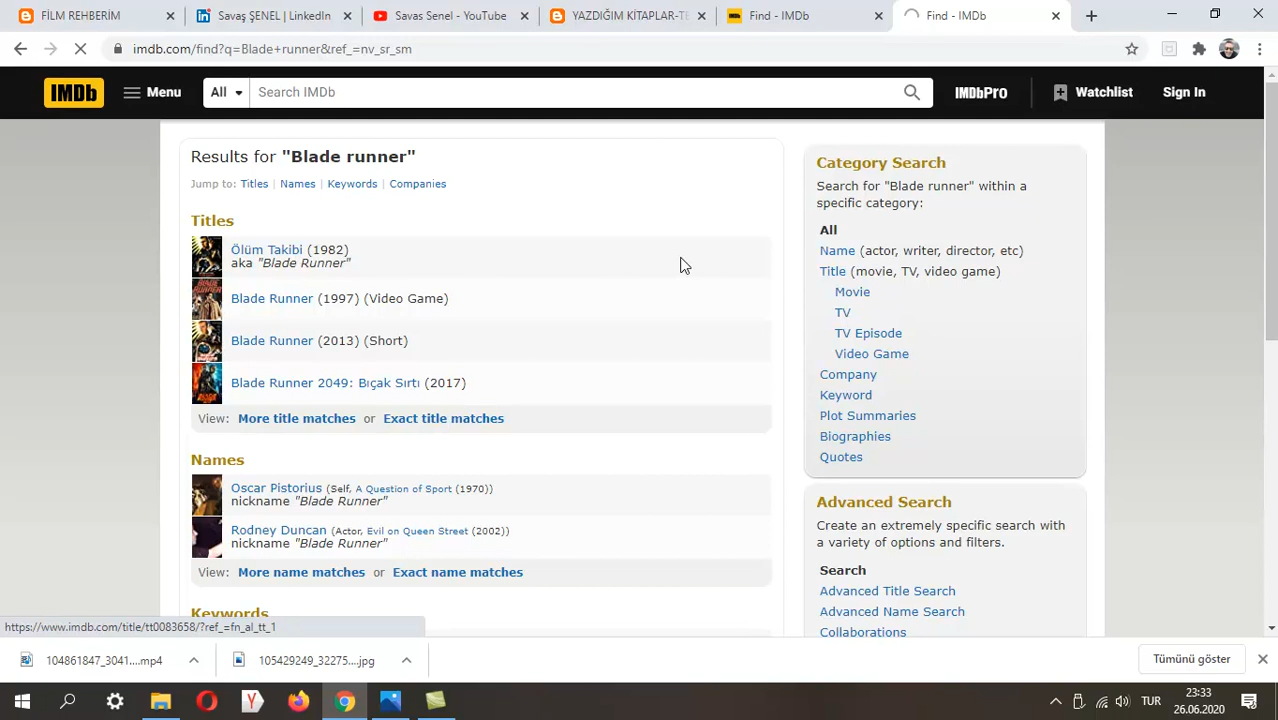 FİLM REHBERİM
Savaş ŞENEL | LinkedIn
Savas Senel - YouTube
YAZDIĞIM KİTAPLAR-TE
Find - IMDb
Find - IMDb
imdb.com/find?q=Blade+runner&ref_=nv_sr_sm
IMDb
Menu
All
Search IMDb
IMDbPro
Watchlist
Sign In
Results for "Blade runner"
Jump to: Titles | Names | Keywords | Companies
Titles
Ölüm Takibi (1982)
aka "Blade Runner"
Blade Runner (1997) (Video Game)
Blade Runner (2013) (Short)
Blade Runner 2049: Bıçak Sırtı (2017)
View: More title matches or Exact title matches
Names
Oscar Pistorius (Self, A Question of Sport (1970))
nickname "Blade Runner"
Rodney Duncan (Actor, Evil on Queen Street (2002))
nickname "Blade Runner"
View: More name matches or Exact name matches
Keywords
Category Search
Search for "Blade runner" within a
specific category:
All
Name (actor, writer, director, etc)
Title (movie, TV, video game)
Movie
TV
TV Episode
Video Game
Company
Keyword
Plot Summaries
Biographies
Quotes
Advanced Search
Create an extremely specific search with
a variety of options and filters.
Search
Advanced Title Search
Advanced Name Search
Collaborations
https://www.imdb.com/title/tt0083658/?ref_=fn_al_tt_1
104861847_3041....mp4
105429249_32275....jpg
Tümünü göster
TUR
23:33
26.06.2020